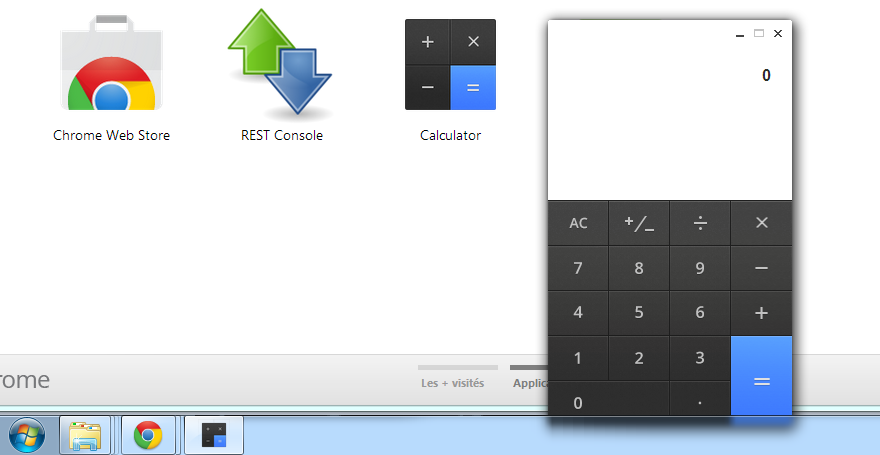 Chrome Web Store
REST Console
Calculator
+ ×
− =
0
AC +/_ ÷ ×
7 8 9 −
4 5 6 +
1 2 3 =
0 .
rome
Les + visités
Applica